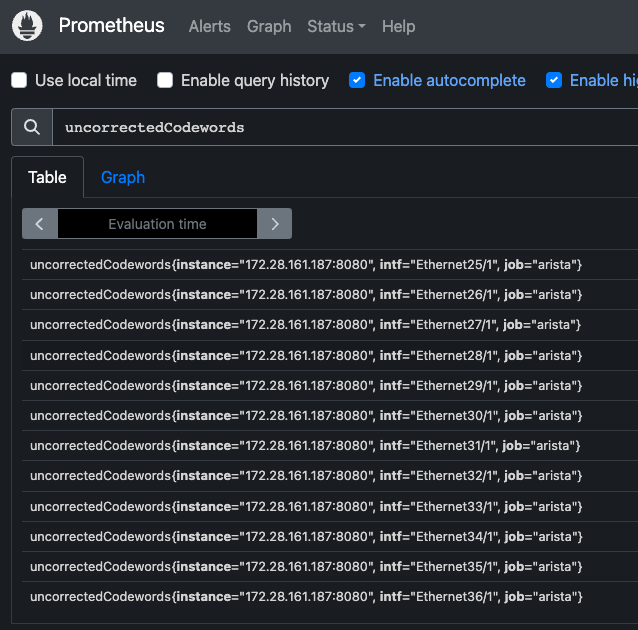 Prometheus Alerts Graph Status Help
Use local time Enable query history Enable autocomplete Enable
uncorrectedCodewords
Table Graph
Evaluation time
uncorrectedCodewords{instance="172.28.161.187:8080", intf="Ethernet25/1", job="arista"}
uncorrectedCodewords{instance="172.28.161.187:8080", intf="Ethernet26/1", job="arista"}
uncorrectedCodewords{instance="172.28.161.187:8080", intf="Ethernet27/1", job="arista"}
uncorrectedCodewords{instance="172.28.161.187:8080", intf="Ethernet28/1", job="arista"}
uncorrectedCodewords{instance="172.28.161.187:8080", intf="Ethernet29/1", job="arista"}
uncorrectedCodewords{instance="172.28.161.187:8080", intf="Ethernet30/1", job="arista"}
uncorrectedCodewords{instance="172.28.161.187:8080", intf="Ethernet31/1", job="arista"}
uncorrectedCodewords{instance="172.28.161.187:8080", intf="Ethernet32/1", job="arista"}
uncorrectedCodewords{instance="172.28.161.187:8080", intf="Ethernet33/1", job="arista"}
uncorrectedCodewords{instance="172.28.161.187:8080", intf="Ethernet34/1", job="arista"}
uncorrectedCodewords{instance="172.28.161.187:8080", intf="Ethernet35/1", job="arista"}
uncorrectedCodewords{instance="172.28.161.187:8080", intf="Ethernet36/1", job="arista"}